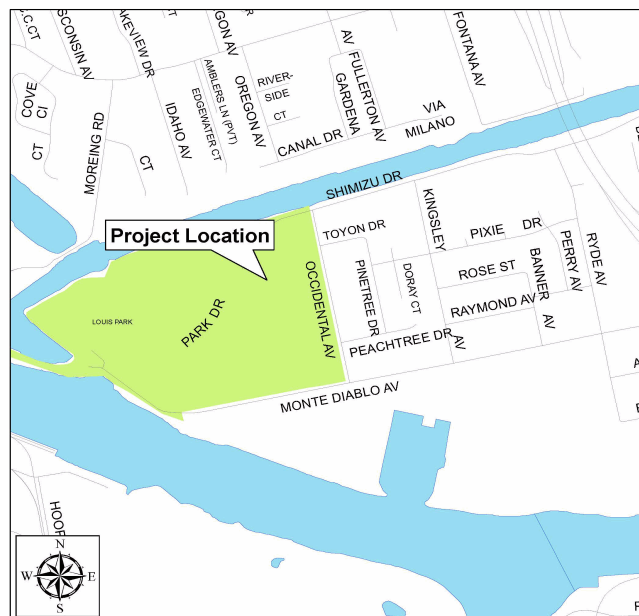 C.C.CT
SCONSIN AV
AKEVIEW DR
GON AV
AV
FONTANA AV
COVE
CI
CT
MOREING RD
CT
IDAHO AV
AMBLERS LN (PVT)
EDGEWATER CT
OREGON AV
RIVER-
SIDE
CT
FULLERTON AV
GARDENA
VIA
MILANO
CANAL DR
SHIMIZU DR
Project Location
TOYON DR
KINGSLEY
AV
PIXIE DR
RYDE AV
PERRY AV
BANNER
AV
ROSE ST
DORAY CT
PINETREE DR
RAYMOND AV
OCCIDENTAL AV
PARK DR
LOUIS PARK
PEACHTREE DR
MONTE DIABLO AV
A
HOOP
N
W E
S